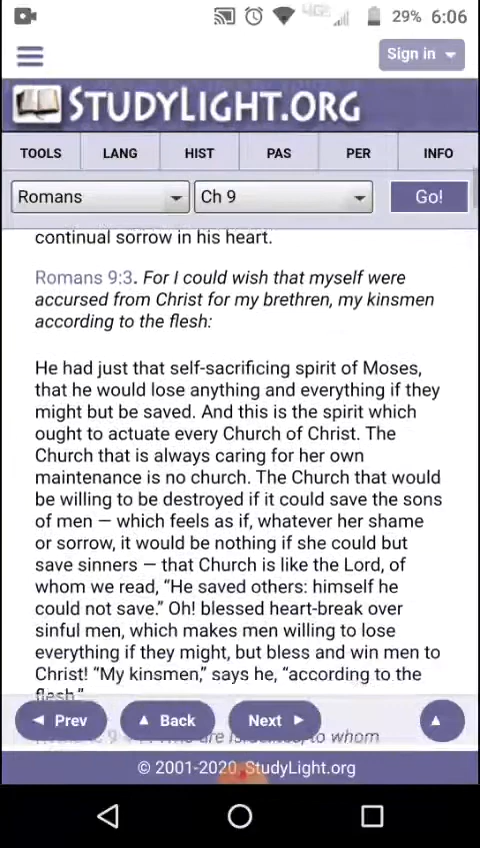 4G 29% 6:06
Sign in
STUDYLIGHT.ORG
TOOLS LANG HIST PAS PER INFO
Romans Ch 9 Go!
continual sorrow in his heart.
Romans 9:3. For I could wish that myself were
accursed from Christ for my brethren, my kinsmen
according to the flesh:
He had just that self-sacrificing spirit of Moses,
that he would lose anything and everything if they
might but be saved. And this is the spirit which
ought to actuate every Church of Christ. The
Church that is always caring for her own
maintenance is no church. The Church that would
be willing to be destroyed if it could save the sons
of men — which feels as if, whatever her shame
or sorrow, it would be nothing if she could but
save sinners — that Church is like the Lord, of
whom we read, “He saved others: himself he
could not save.” Oh! blessed heart-break over
sinful men, which makes men willing to lose
everything if they might, but bless and win men to
Christ! “My kinsmen,” says he, “according to the
flesh.”
Prev Back Next
Romans 9 are Israelites, to whom
© 2001-2020, StudyLight.org